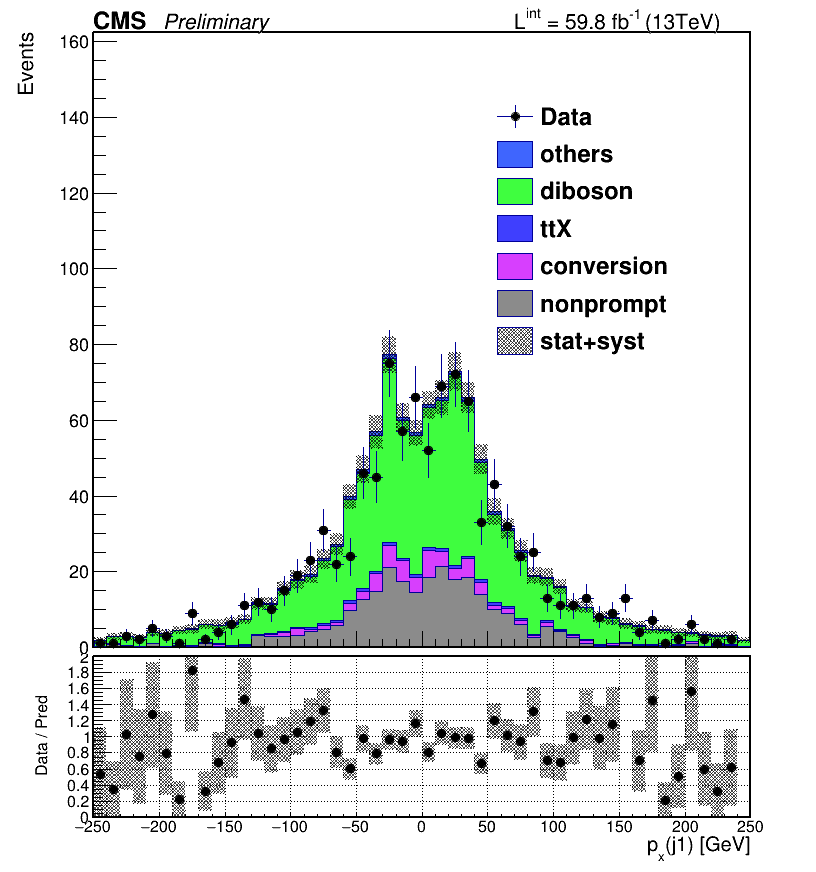 CMS Preliminary L^int = 59.8 fb^-1 (13TeV)
Events
160
140
120
100
80
60
40
20
0
Data
others
diboson
ttX
conversion
nonprompt
stat+syst
Data / Pred
2
1.8
1.6
1.4
1.2
1
0.8
0.6
0.4
0.2
0
−250 −200 −150 −100 −50 0 50 100 150 200 250
p_x(j1) [GeV]